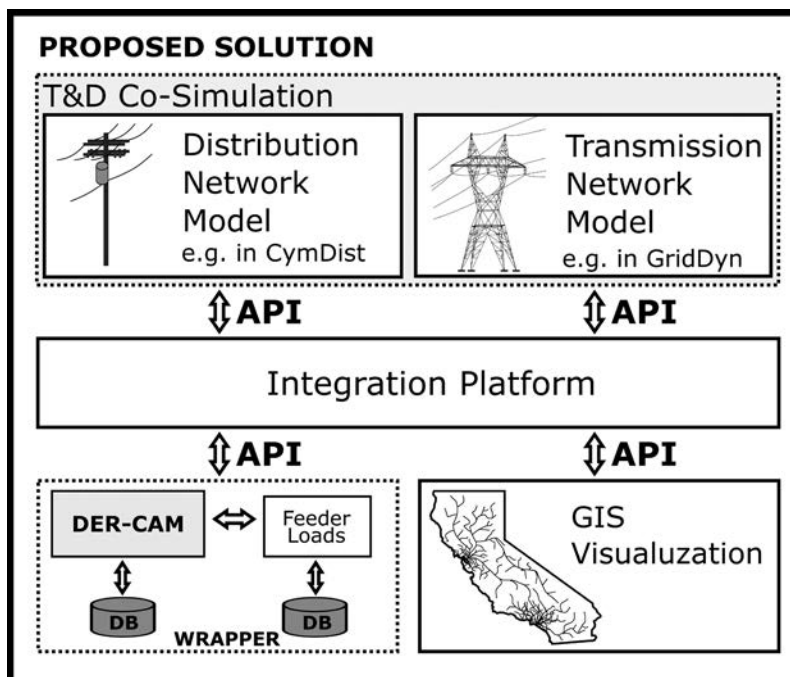 PROPOSED SOLUTION
T&D Co-Simulation
Distribution
Network
Model
e.g. in CymDist
Transmission
Network
Model
e.g. in GridDyn
API
API
Integration Platform
API
API
DER-CAM
Feeder
Loads
DB
DB
WRAPPER
GIS
Visualuzation